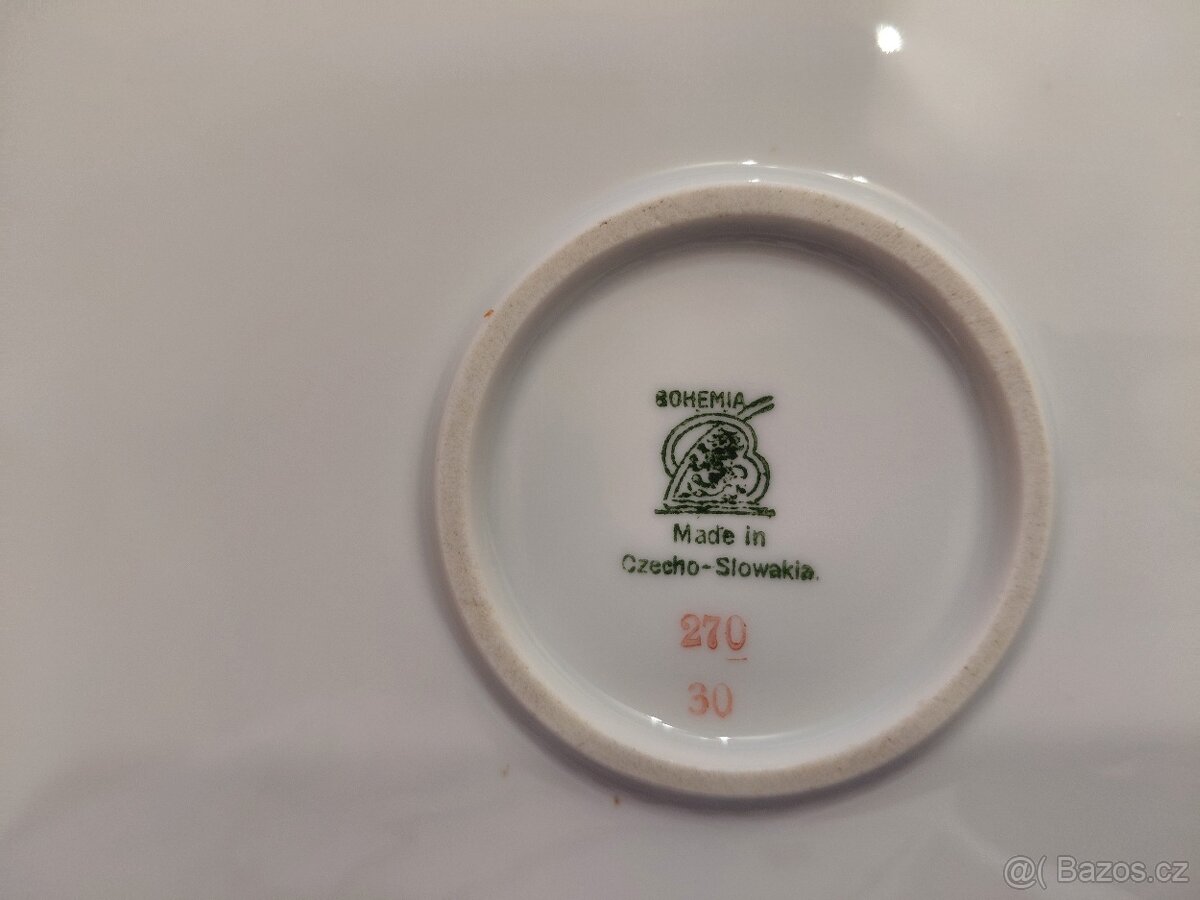 BOHEMIA
Made in
Czecho-Slowakia.
270
30
@( Bazos.cz